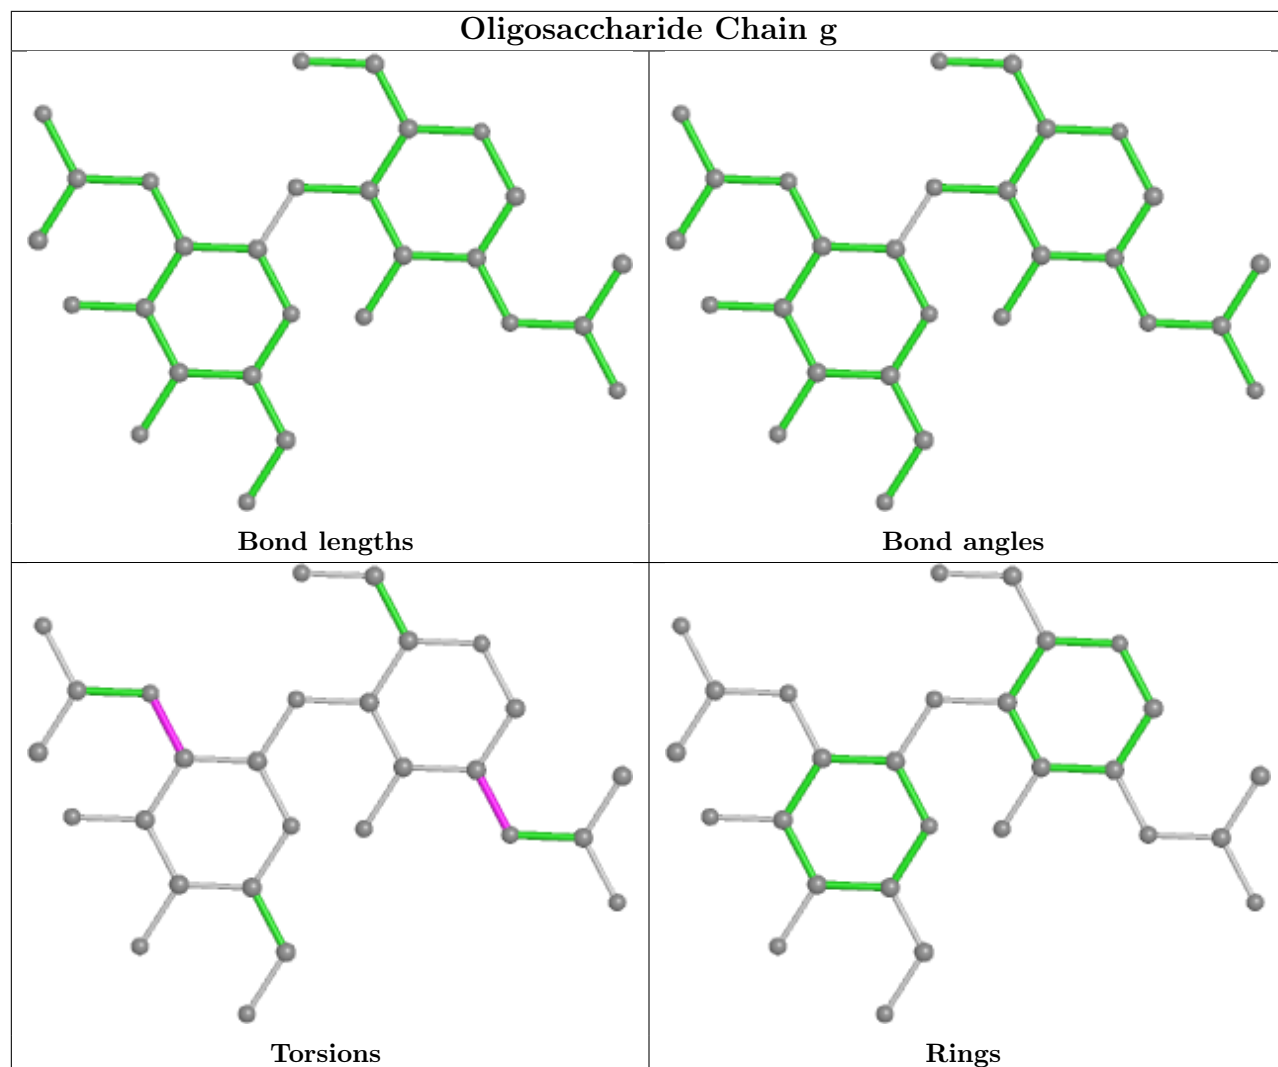 Oligosaccharide Chain g
Bond lengths
Bond angles
Torsions
Rings